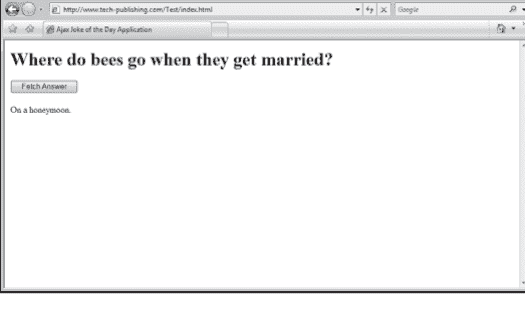 http://www.tech-publishing.com/Test/index.html
Google
Ajax Joke of the Day Application
Where do bees go when they get married?
Fetch Answer
On a honeymoon.